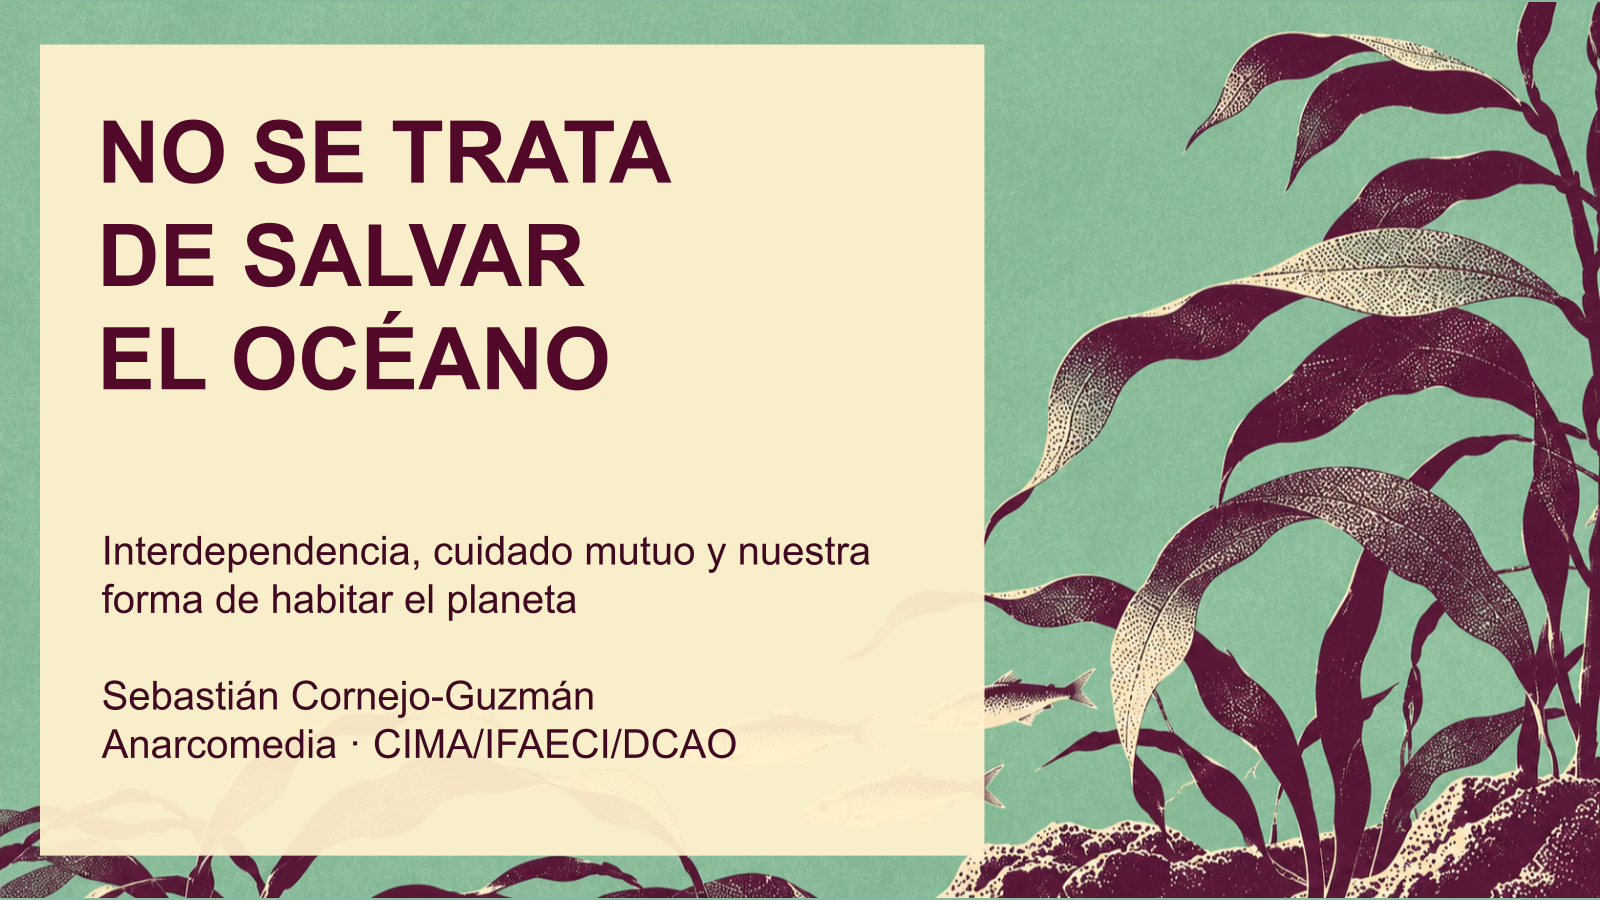 NO SE TRATA
DE SALVAR
EL OCÉANO
Interdependencia, cuidado mutuo y nuestra
forma de habitar el planeta
Sebastián Cornejo-Guzmán
Anarcomedia · CIMA/IFAECI/DCAO